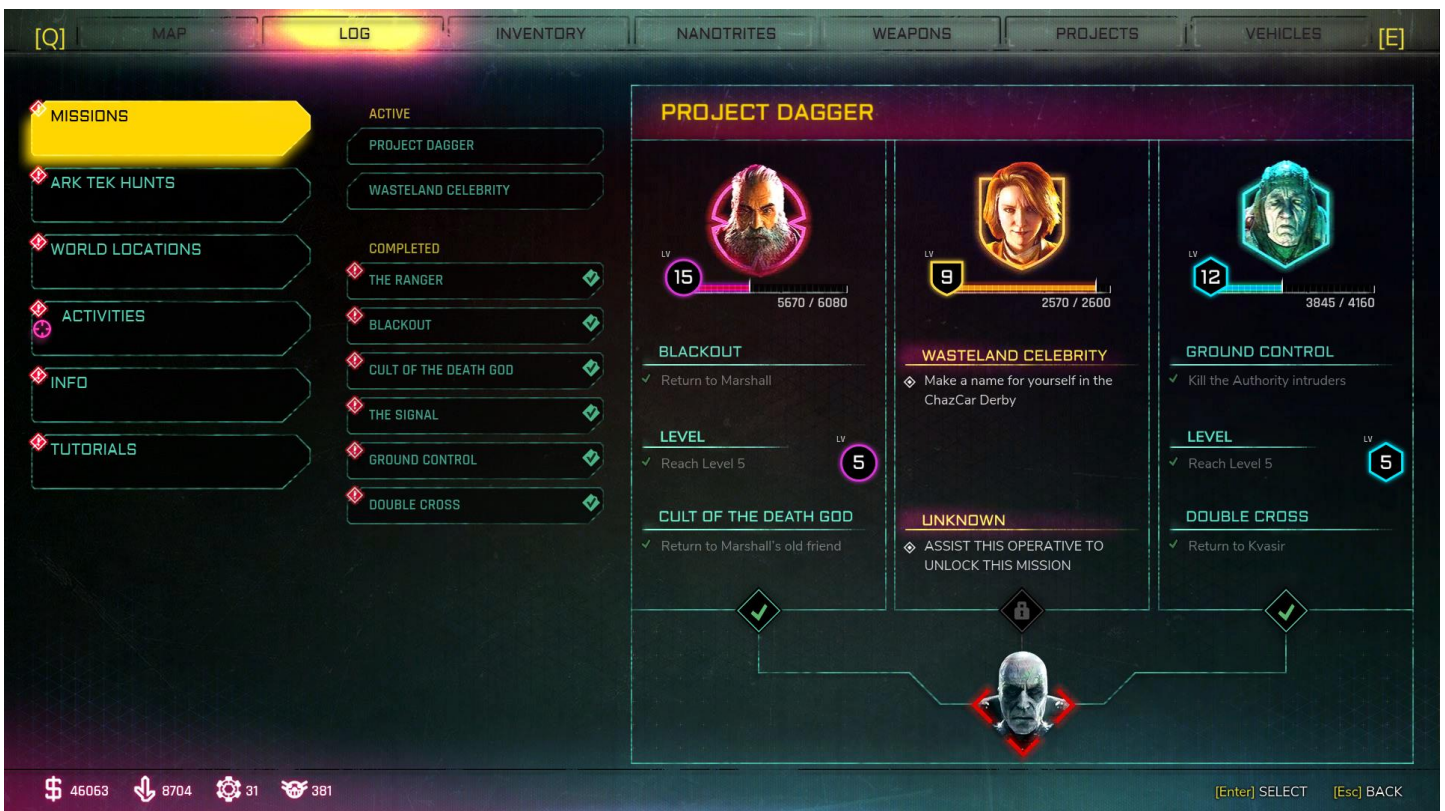 [Q]
MAP
LOG
INVENTORY
NANOTRITES
WEAPONS
PROJECTS
VEHICLES
[E]
MISSIONS
ARK TEK HUNTS
WORLD LOCATIONS
ACTIVITIES
INFO
TUTORIALS
ACTIVE
PROJECT DAGGER
WASTELAND CELEBRITY
COMPLETED
THE RANGER
BLACKOUT
CULT OF THE DEATH GOD
THE SIGNAL
GROUND CONTROL
DOUBLE CROSS
PROJECT DAGGER
LV
15
5670 / 6080
BLACKOUT
Return to Marshall
LEVEL
Reach Level 5
LV
5
CULT OF THE DEATH GOD
Return to Marshall's old friend
LV
9
2570 / 2600
WASTELAND CELEBRITY
Make a name for yourself in the
ChazCar Derby
UNKNOWN
ASSIST THIS OPERATIVE TO
UNLOCK THIS MISSION
LV
12
3845 / 4160
GROUND CONTROL
Kill the Authority intruders
LEVEL
Reach Level 5
LV
5
DOUBLE CROSS
Return to Kvasir
46063
8704
31
381
[Enter] SELECT
[Esc] BACK